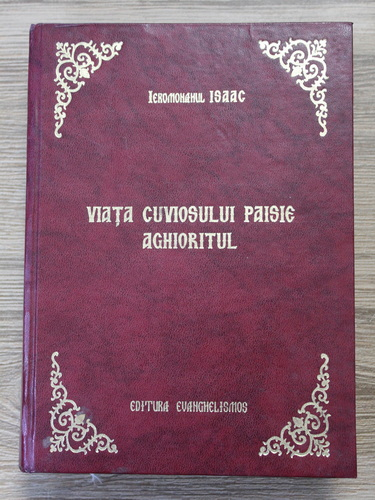 Ieromonahul ISAAC
VIAȚA CUVIOSULUI PAISIE
AGHIORITUL
EDITURA EVANGHELISMOS